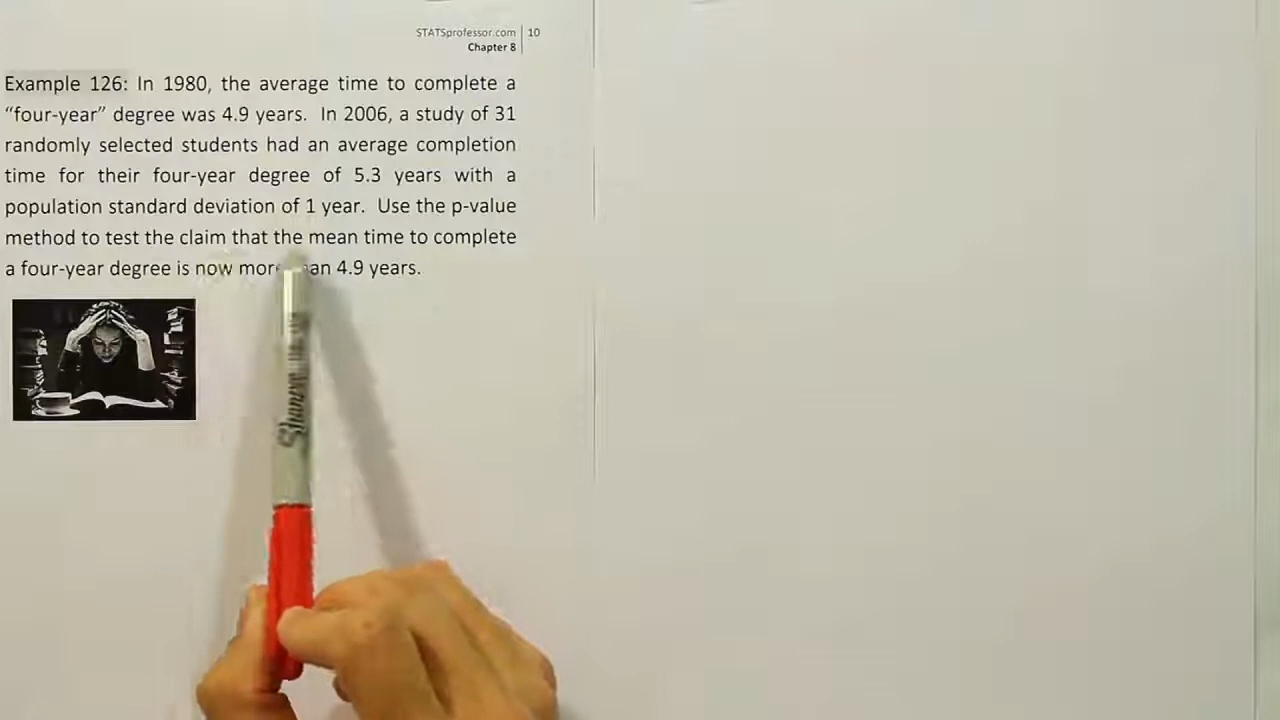 STATSprofessor.com | 10
Chapter 8
Example 126: In 1980, the average time to complete a
“four-year” degree was 4.9 years. In 2006, a study of 31
randomly selected students had an average completion
time for their four-year degree of 5.3 years with a
population standard deviation of 1 year. Use the p-value
method to test the claim that the mean time to complete
a four-year degree is now more than 4.9 years.
Sharpie